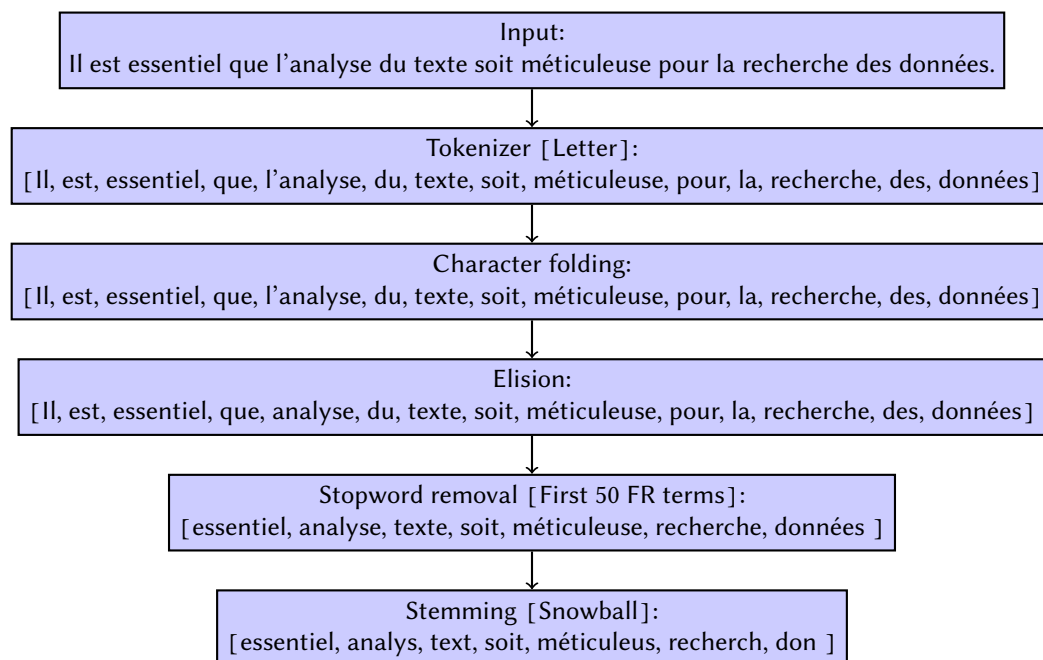 Input:
Il est essentiel que l'analyse du texte soit méticuleuse pour la recherche des données.
Tokenizer [Letter]:
[Il, est, essentiel, que, l'analyse, du, texte, soit, méticuleuse, pour, la, recherche, des, données]
Character folding:
[Il, est, essentiel, que, l'analyse, du, texte, soit, méticuleuse, pour, la, recherche, des, données]
Elision:
[Il, est, essentiel, que, analyse, du, texte, soit, méticuleuse, pour, la, recherche, des, données]
Stopword removal [First 50 FR terms]:
[essentiel, analyse, texte, soit, méticuleuse, recherche, données ]
Stemming [Snowball]:
[essentiel, analys, text, soit, méticuleus, recherch, don ]